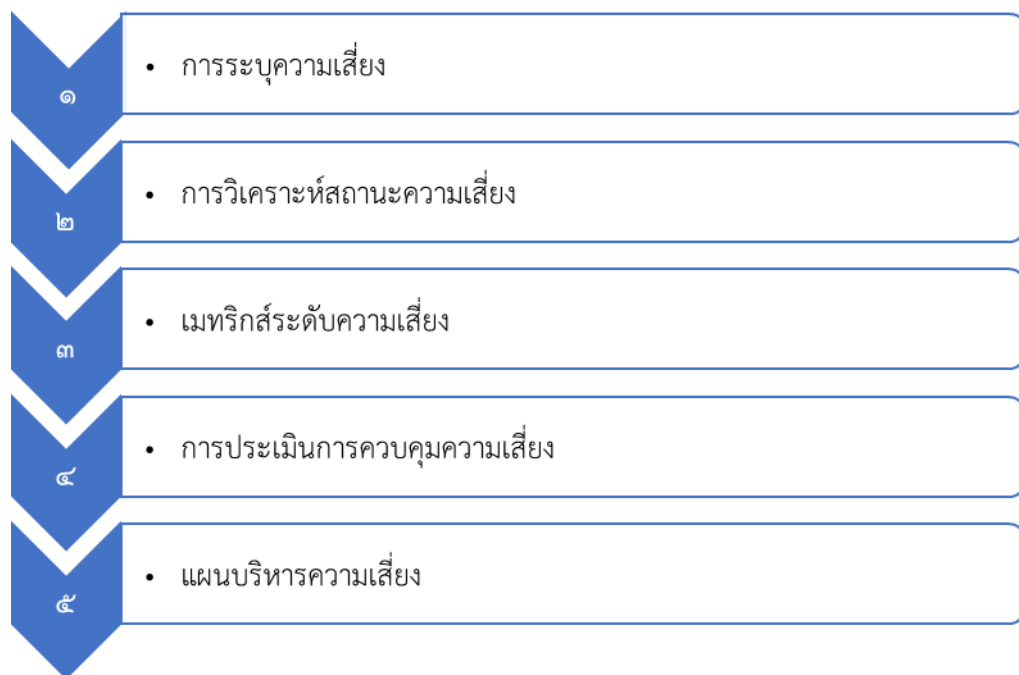 ๑
• การระบุความเสี่ยง
๒
• การวิเคราะห์สถานะความเสี่ยง
๓
• เมทริกส์ระดับความเสี่ยง
๔
• การประเมินการควบคุมความเสี่ยง
๕
• แผนบริหารความเสี่ยง